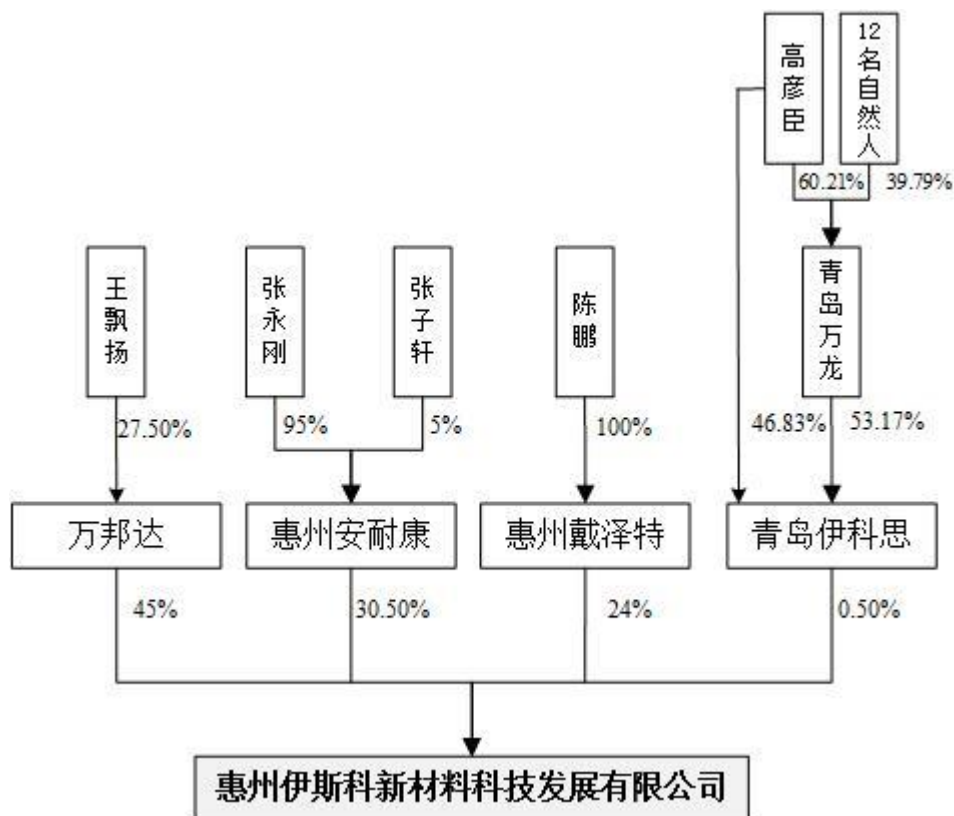 高彦臣
12名自然人
60.21%
39.79%
王飘扬
张永刚
张子轩
陈鹏
青岛万龙
27.50%
95%
5%
100%
46.83%
53.17%
万邦达
惠州安耐康
惠州戴泽特
青岛伊科思
45%
30.50%
24%
0.50%
惠州伊斯科新材料科技发展有限公司